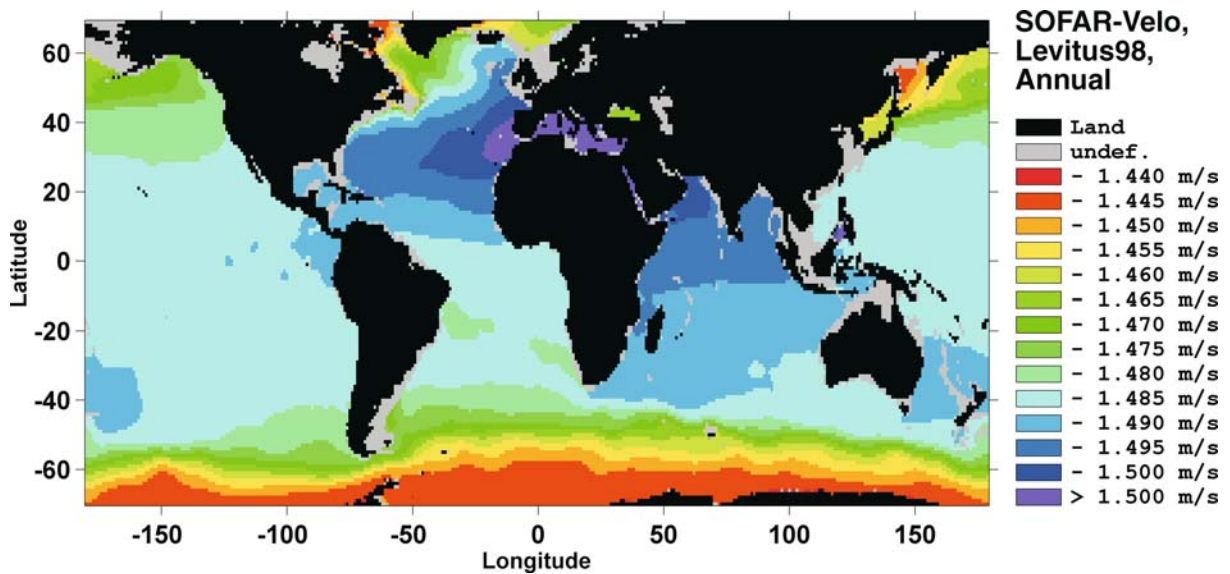 SOFAR-Velo,
Levitus98,
Annual
Land
undef.
- 1.440 m/s
- 1.445 m/s
- 1.450 m/s
- 1.455 m/s
- 1.460 m/s
- 1.465 m/s
- 1.470 m/s
- 1.475 m/s
- 1.480 m/s
- 1.485 m/s
- 1.490 m/s
- 1.495 m/s
- 1.500 m/s
> 1.500 m/s
Latitude
60
40
20
0
-20
-40
-60
-150 -100 -50 0 50 100 150
Longitude